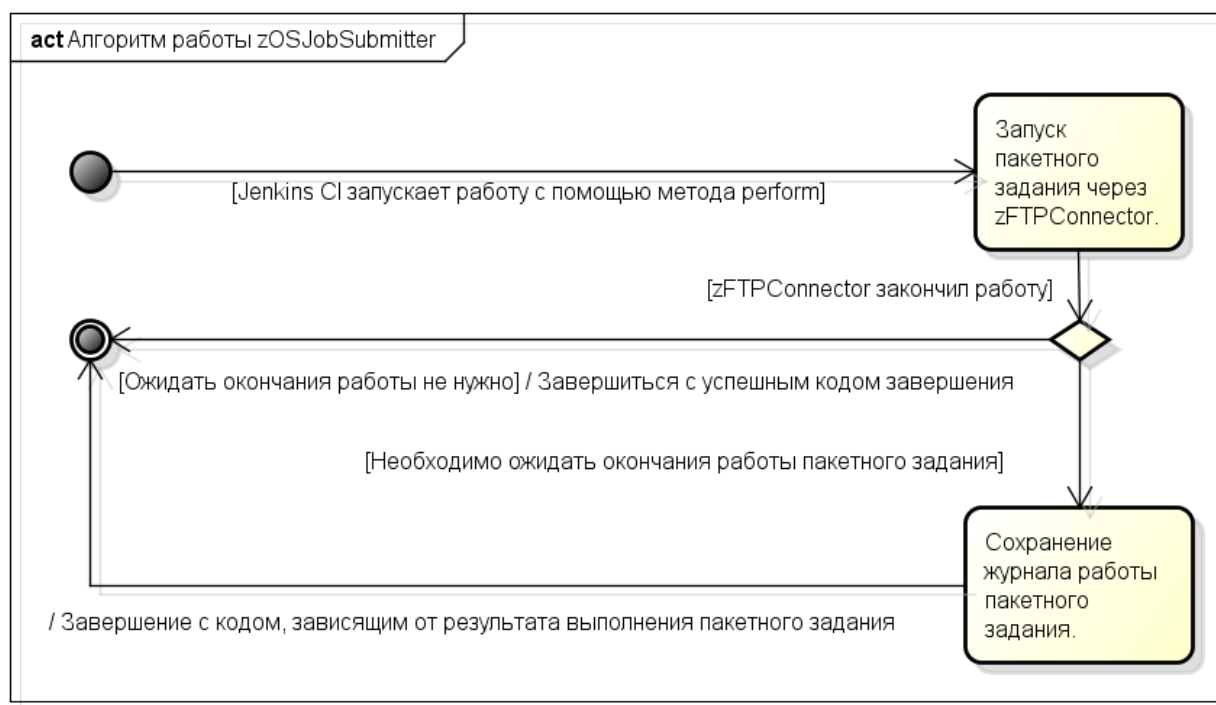 act Алгоритм работы zOSJobSubmitter
Запуск
пакетного
задания через
zFTPConnector.
[Jenkins CI запускает работу с помощью метода perform]
[zFTPConnector закончил работу]
[Ожидать окончания работы не нужно] / Завершиться с успешным кодом завершения
[Необходимо ожидать окончания работы пакетного задания]
Сохранение
журнала работы
пакетного
задания.
/ Завершение с кодом, зависящим от результата выполнения пакетного задания